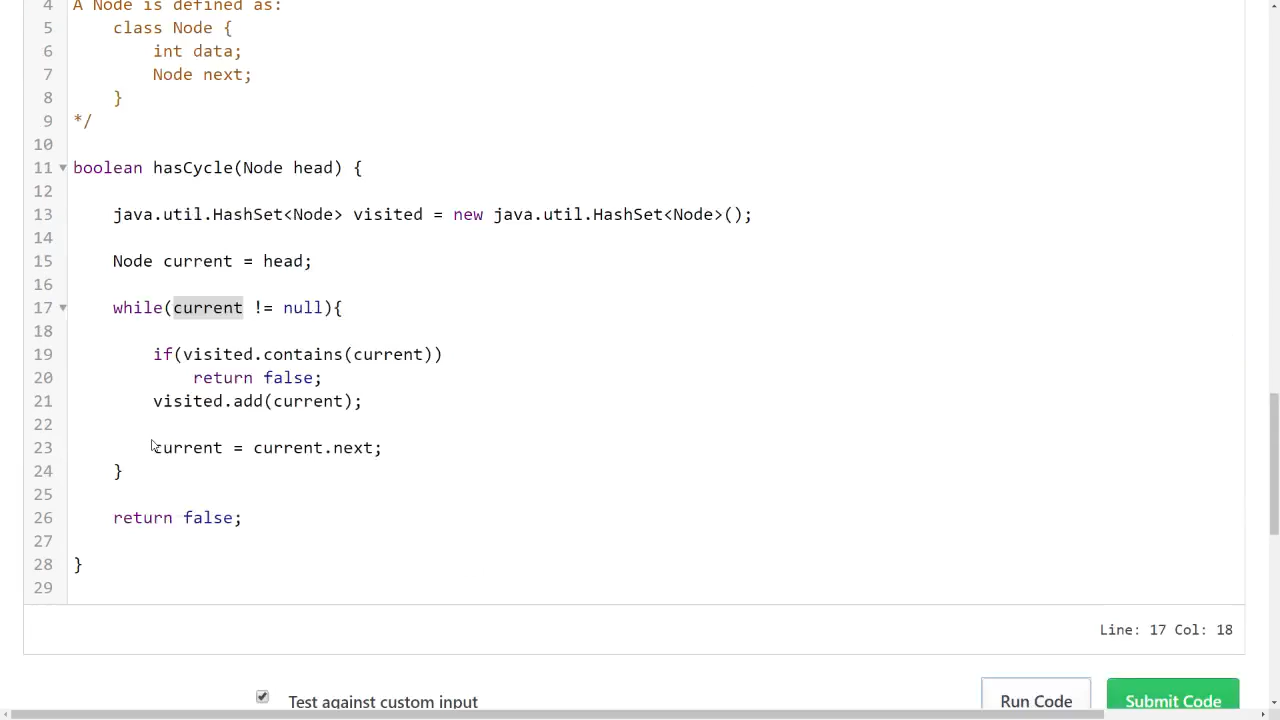 4 A Node is defined as:
5 class Node {
6 int data;
7 Node next;
8 }
9 */
10
11 boolean hasCycle(Node head) {
12
13 java.util.HashSet<Node> visited = new java.util.HashSet<Node>();
14
15 Node current = head;
16
17 while(current != null){
18
19 if(visited.contains(current))
20 return false;
21 visited.add(current);
22
23 current = current.next;
24 }
25
26 return false;
27
28 }
29
Line: 17 Col: 18
Test against custom input
Run Code
Submit Code